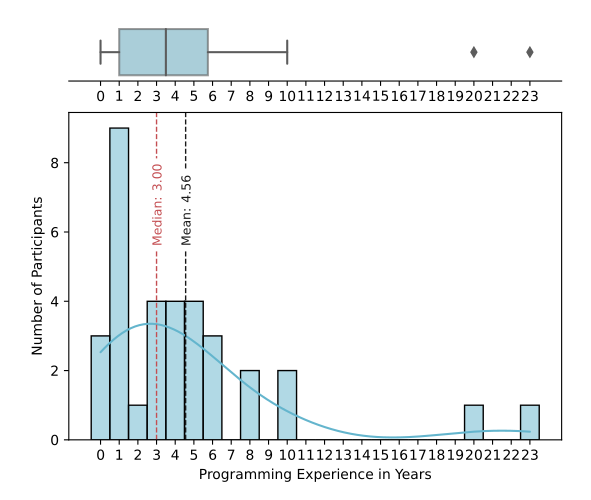 0 1 2 3 4 5 6 7 8 9 10 11 12 13 14 15 16 17 18 19 20 21 22 23
Number of Participants
8
6
4
2
0
Median: 3.00
Mean: 4.56
0 1 2 3 4 5 6 7 8 9 10 11 12 13 14 15 16 17 18 19 20 21 22 23
Programming Experience in Years